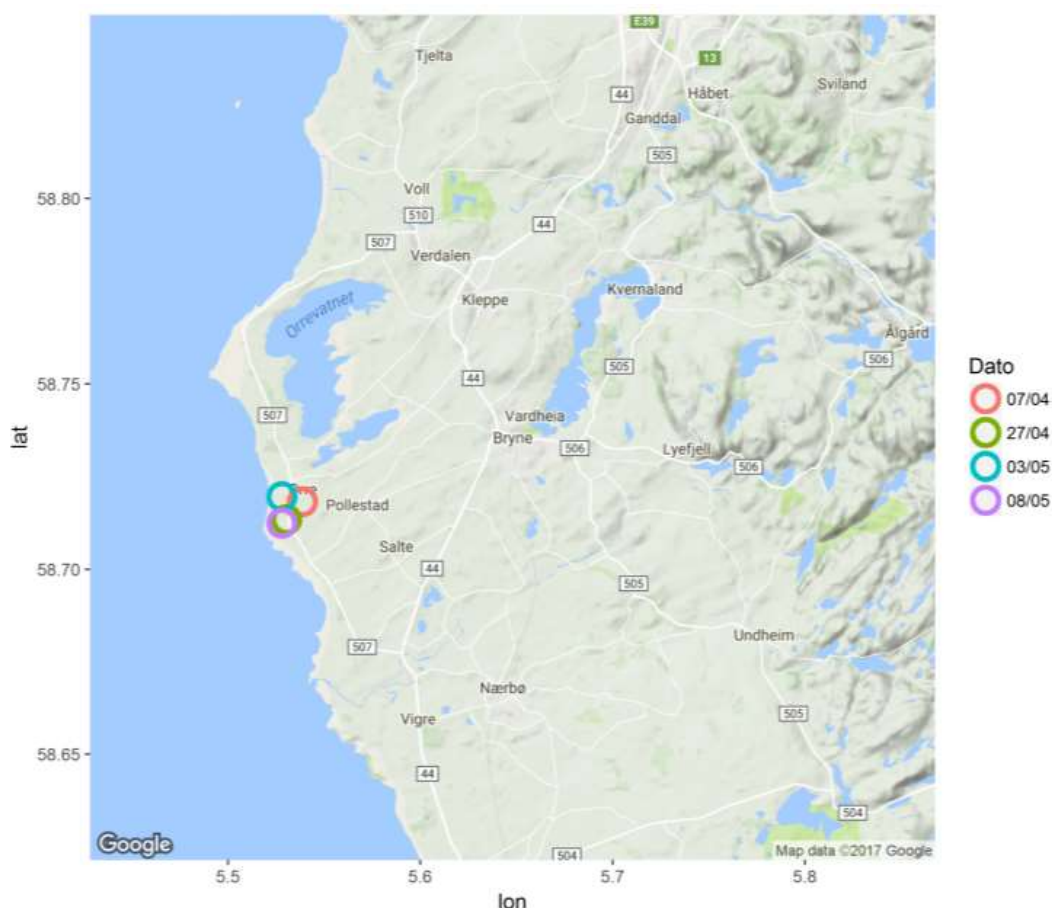 E39
Tjelta
13
Håbet
Sviland
44
Ganddal
505
58.80
Voll
510
44
507
Verdalen
Kvernaland
Kleppe
Orrevatnet
Ålgård
506
505
58.75
44
507
Vardheia
Bryne
506
Lyefjell
506
Pollestad
Salte
58.70
44
505
Undheim
507
Nærbø
505
Vigre
58.65
44
504
504
Google
Map data ©2017 Google
5.5
5.6
5.7
5.8
lon
lat
Dato
07/04
27/04
03/05
08/05